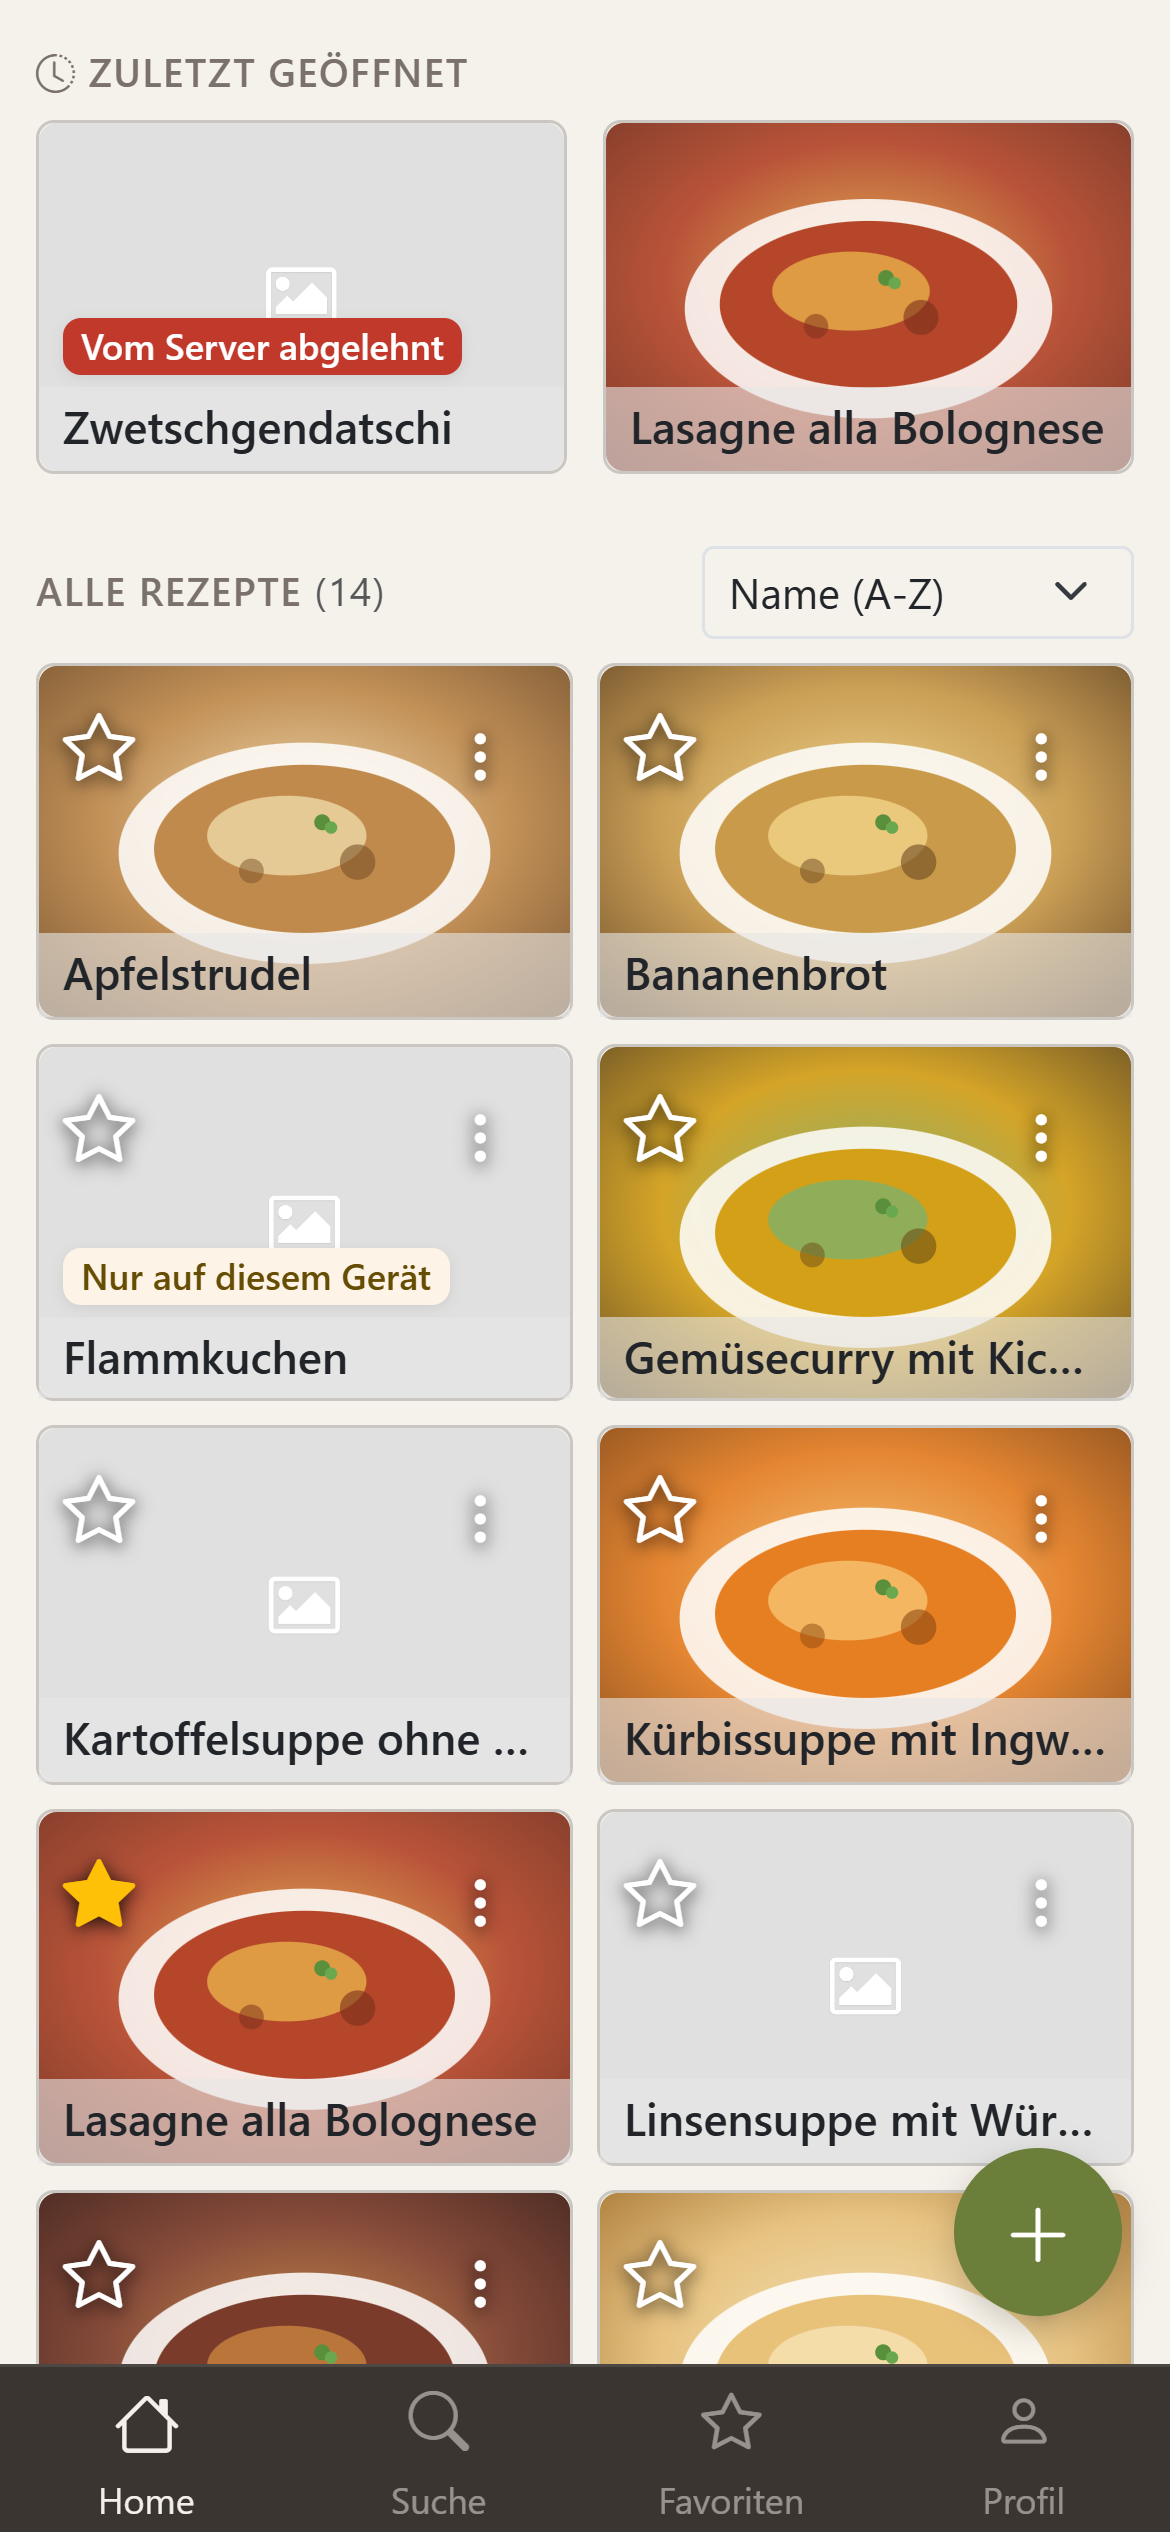 ZULETZT GEÖFFNET
Vom Server abgelehnt
Zwetschgendatschi
Lasagne alla Bolognese
ALLE REZEPTE (14)
Name (A-Z)
Apfelstrudel
Bananenbrot
Nur auf diesem Gerät
Flammkuchen
Gemüsecurry mit Kic...
Kartoffelsuppe ohne ...
Kürbissuppe mit Ingw...
Lasagne alla Bolognese
Linsensuppe mit Wür...
Home
Suche
Favoriten
Profil